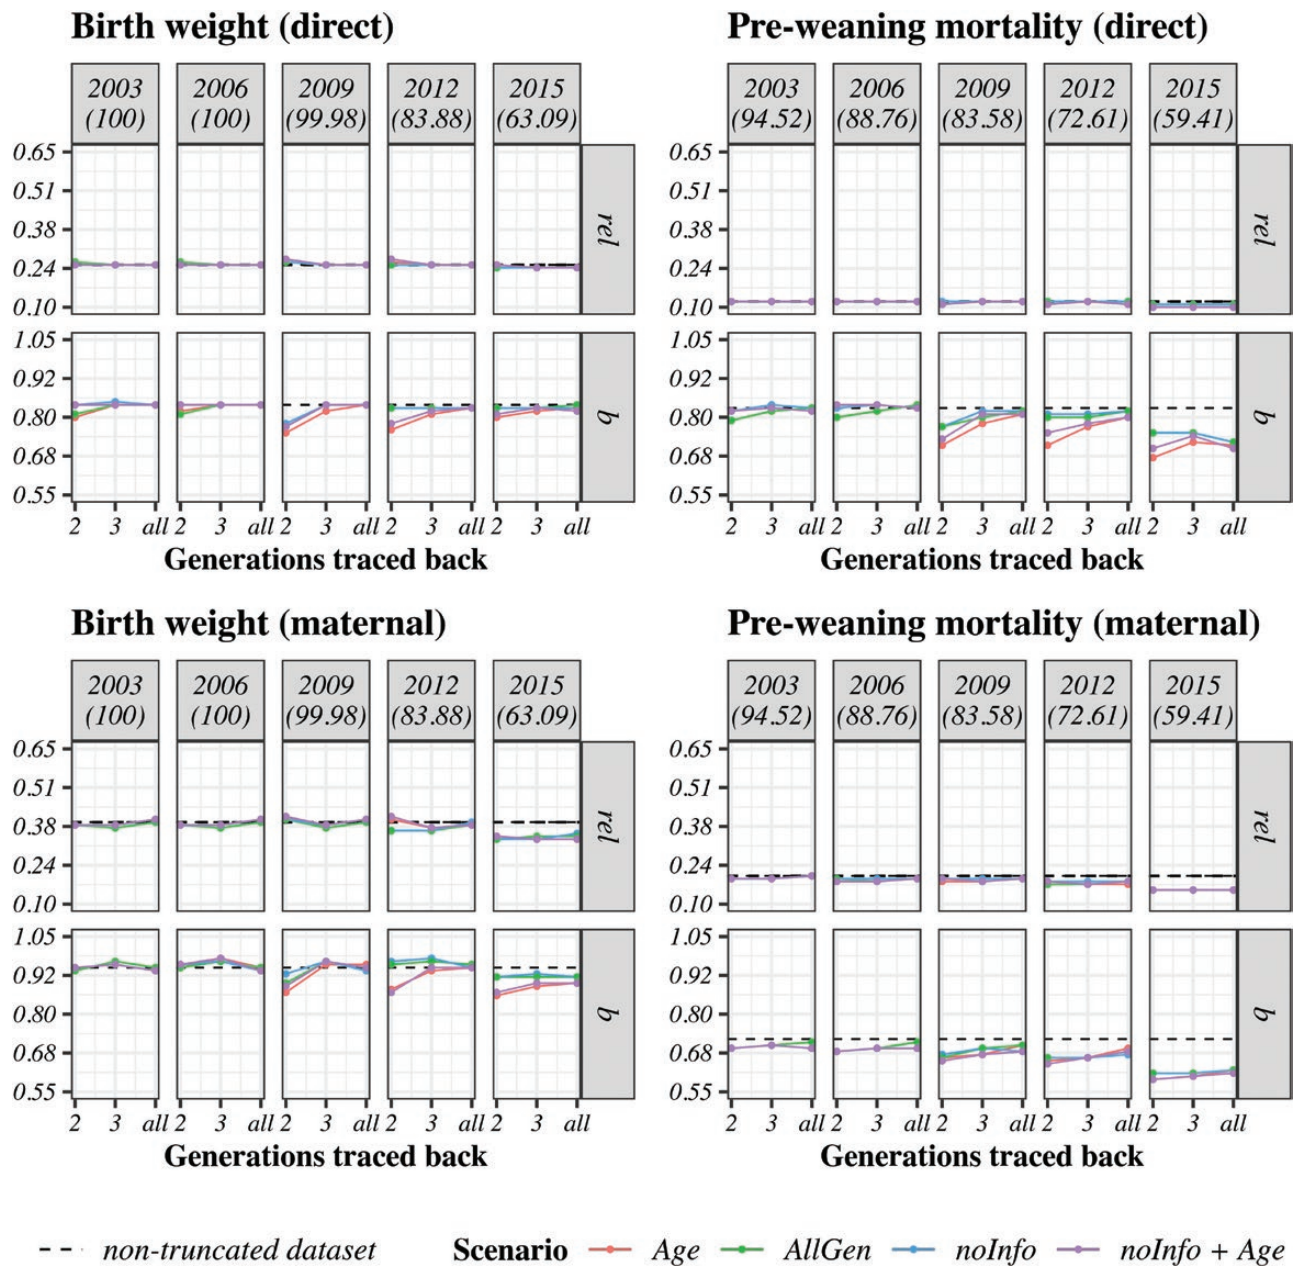 Birth weight (direct)
2003 2006 2009 2012 2015
(100) (100) (99.98) (83.88) (63.09)
0.65
0.51
0.38
0.24
0.10
rel
1.05
0.92
0.80
0.68
0.55
b
2 3 all 2 3 all 2 3 all 2 3 all 2 3 all
Generations traced back
Pre-weaning mortality (direct)
2003 2006 2009 2012 2015
(94.52) (88.76) (83.58) (72.61) (59.41)
0.65
0.51
0.38
0.24
0.10
rel
1.05
0.92
0.80
0.68
0.55
b
2 3 all 2 3 all 2 3 all 2 3 all 2 3 all
Generations traced back
Birth weight (maternal)
2003 2006 2009 2012 2015
(100) (100) (99.98) (83.88) (63.09)
0.65
0.51
0.38
0.24
0.10
rel
1.05
0.92
0.80
0.68
0.55
b
2 3 all 2 3 all 2 3 all 2 3 all 2 3 all
Generations traced back
Pre-weaning mortality (maternal)
2003 2006 2009 2012 2015
(94.52) (88.76) (83.58) (72.61) (59.41)
0.65
0.51
0.38
0.24
0.10
rel
1.05
0.92
0.80
0.68
0.55
b
2 3 all 2 3 all 2 3 all 2 3 all 2 3 all
Generations traced back
non-truncated dataset Scenario Age AllGen noInfo noInfo + Age